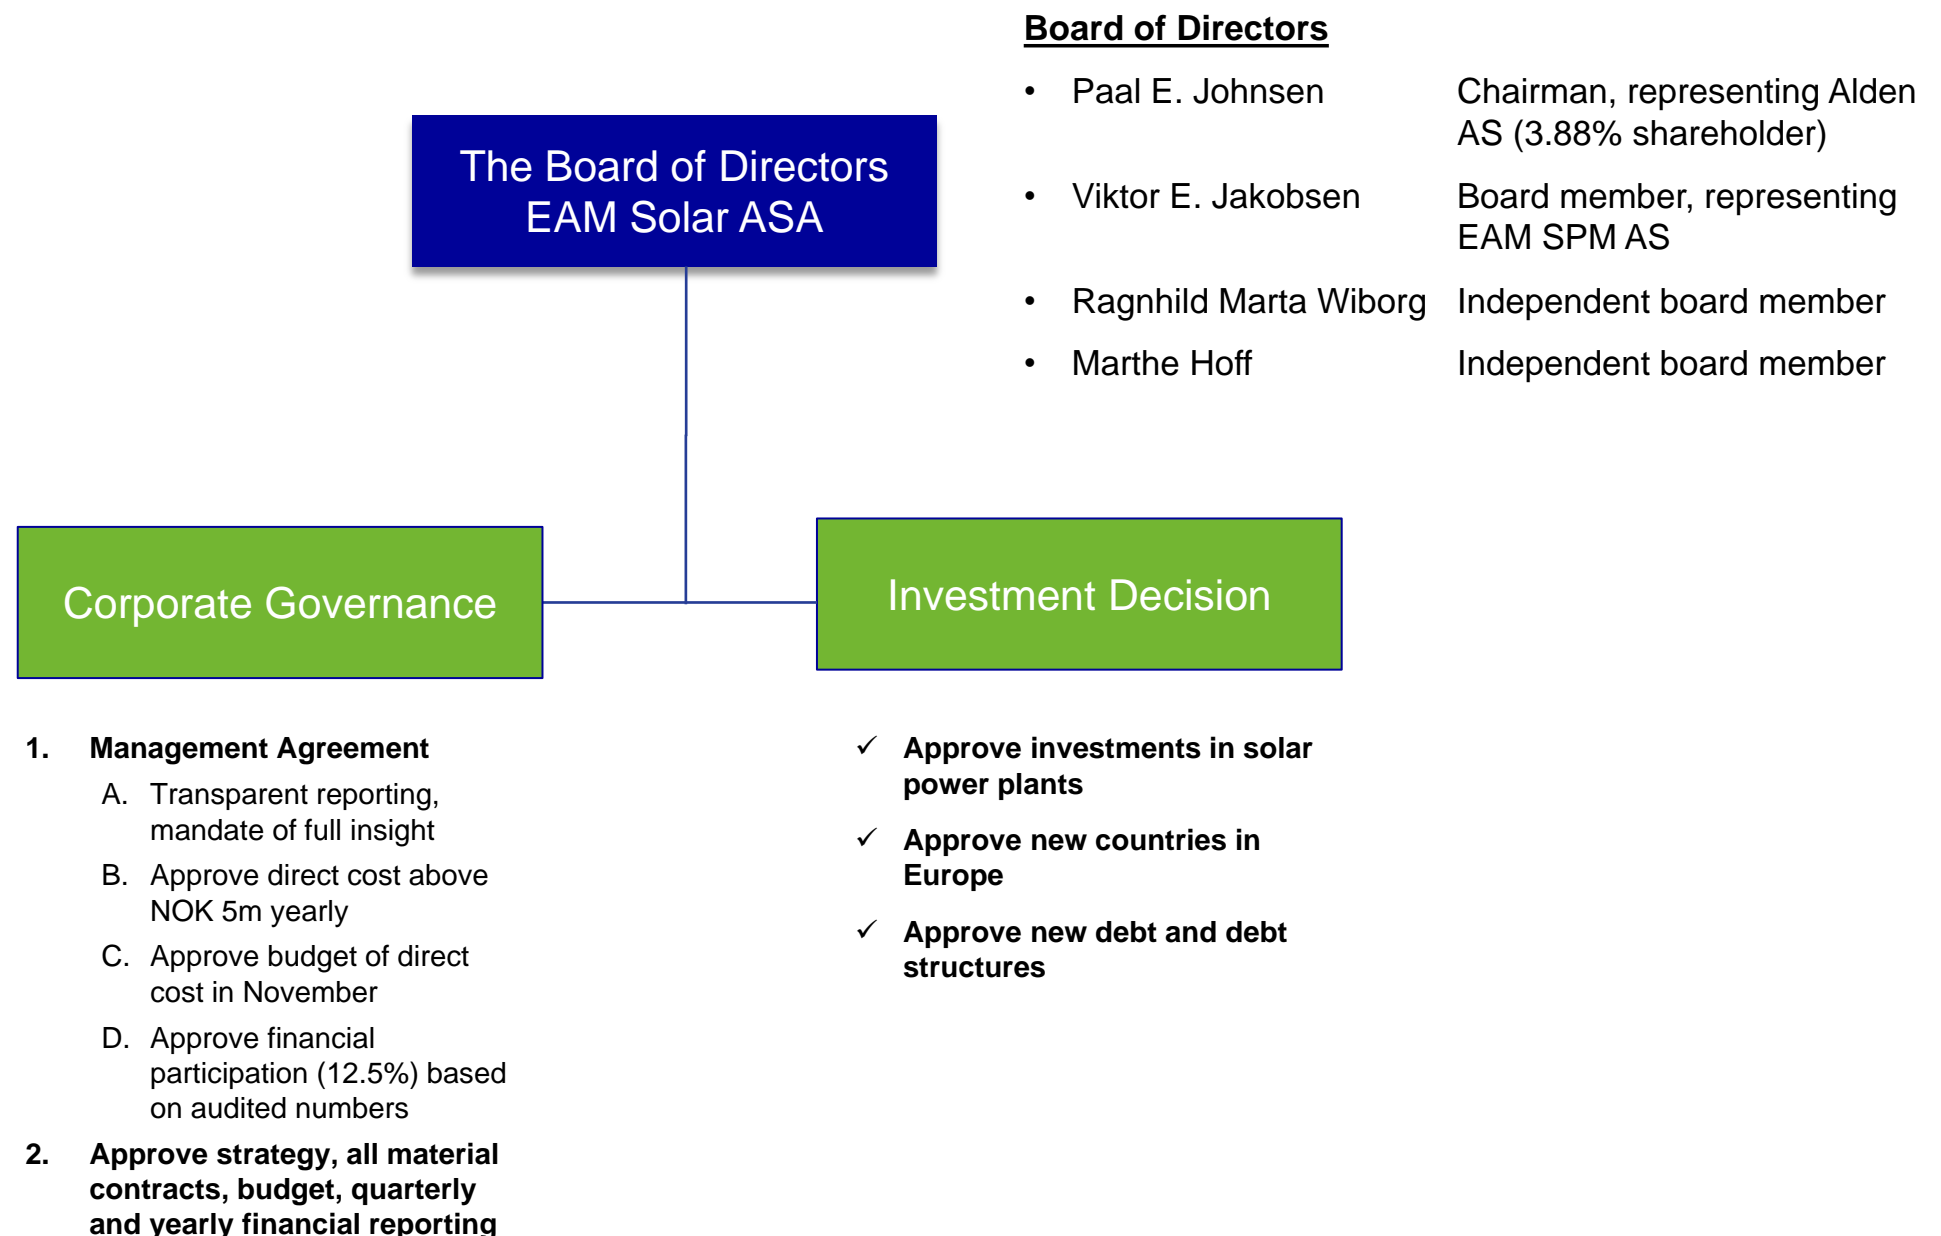 Board of Directors
• Paal E. Johnsen Chairman, representing Alden
AS (3.88% shareholder)
• Viktor E. Jakobsen Board member, representing
EAM SPM AS
• Ragnhild Marta Wiborg Independent board member
• Marthe Hoff Independent board member
The Board of Directors
EAM Solar ASA
Corporate Governance
Investment Decision
1. Management Agreement
A. Transparent reporting,
mandate of full insight
B. Approve direct cost above
NOK 5m yearly
C. Approve budget of direct
cost in November
D. Approve financial
participation (12.5%) based
on audited numbers
2. Approve strategy, all material
contracts, budget, quarterly
and yearly financial reporting
✓ Approve investments in solar
power plants
✓ Approve new countries in
Europe
✓ Approve new debt and debt
structures